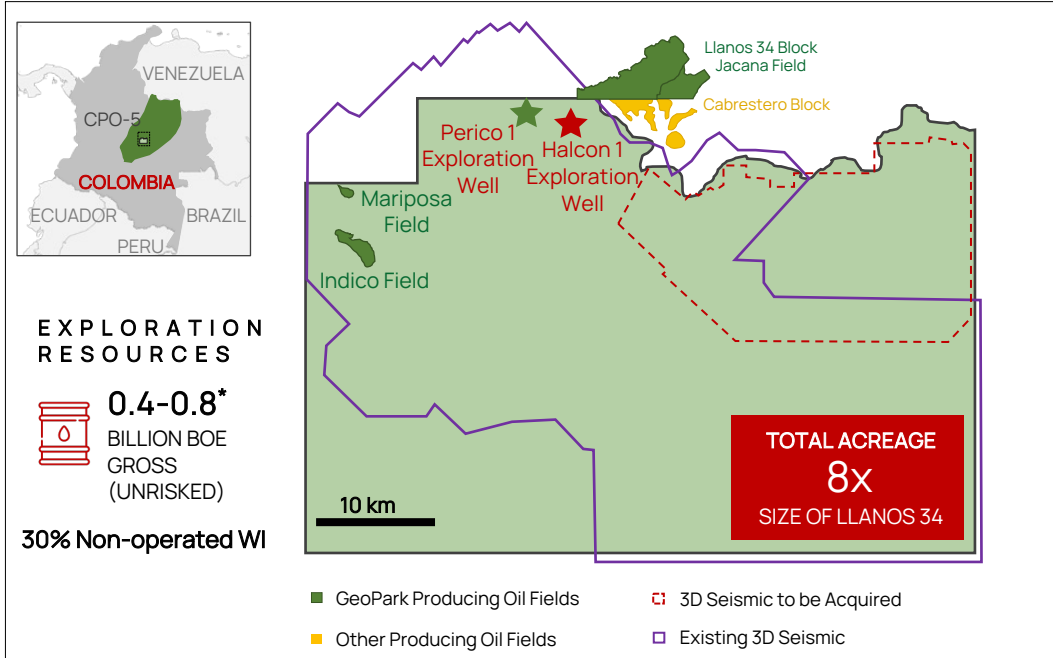 VENEZUELA
CPO-5
COLOMBIA
ECUADOR
BRAZIL
PERU
EXPLORATION
RESOURCES
0.4-0.8*
BILLION BOE
GROSS
(UNRISKED)
30% Non-operated WI
Llanos 34 Block
Jacana Field
Cabrestero Block
Perico 1
Exploration
Well
Halcon 1
Exploration
Well
Mariposa
Field
Indico Field
10 km
TOTAL ACREAGE
8x
SIZE OF LLANOS 34
GeoPark Producing Oil Fields
3D Seismic to be Acquired
Other Producing Oil Fields
Existing 3D Seismic